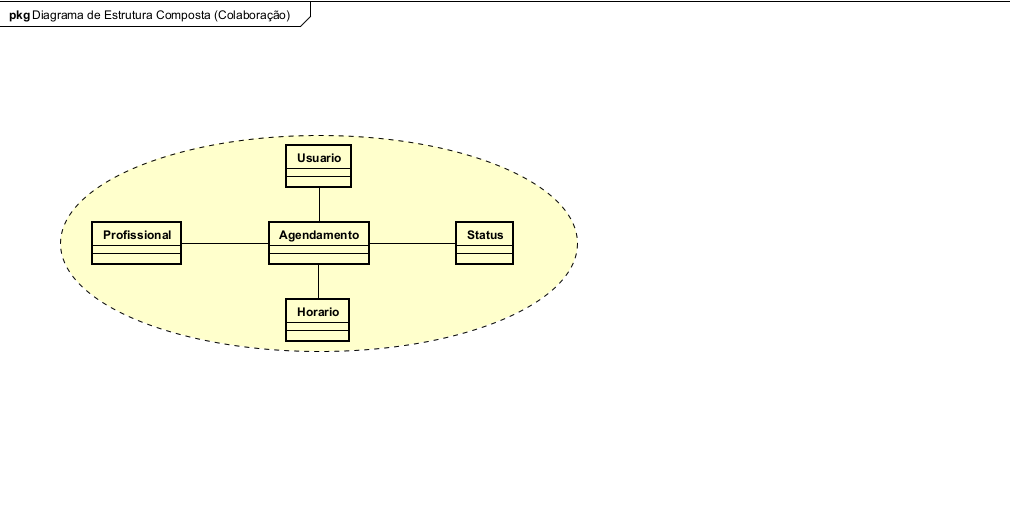 pkg Diagrama de Estrutura Composta (Colaboração)
Usuario
Profissional
Agendamento
Status
Horario